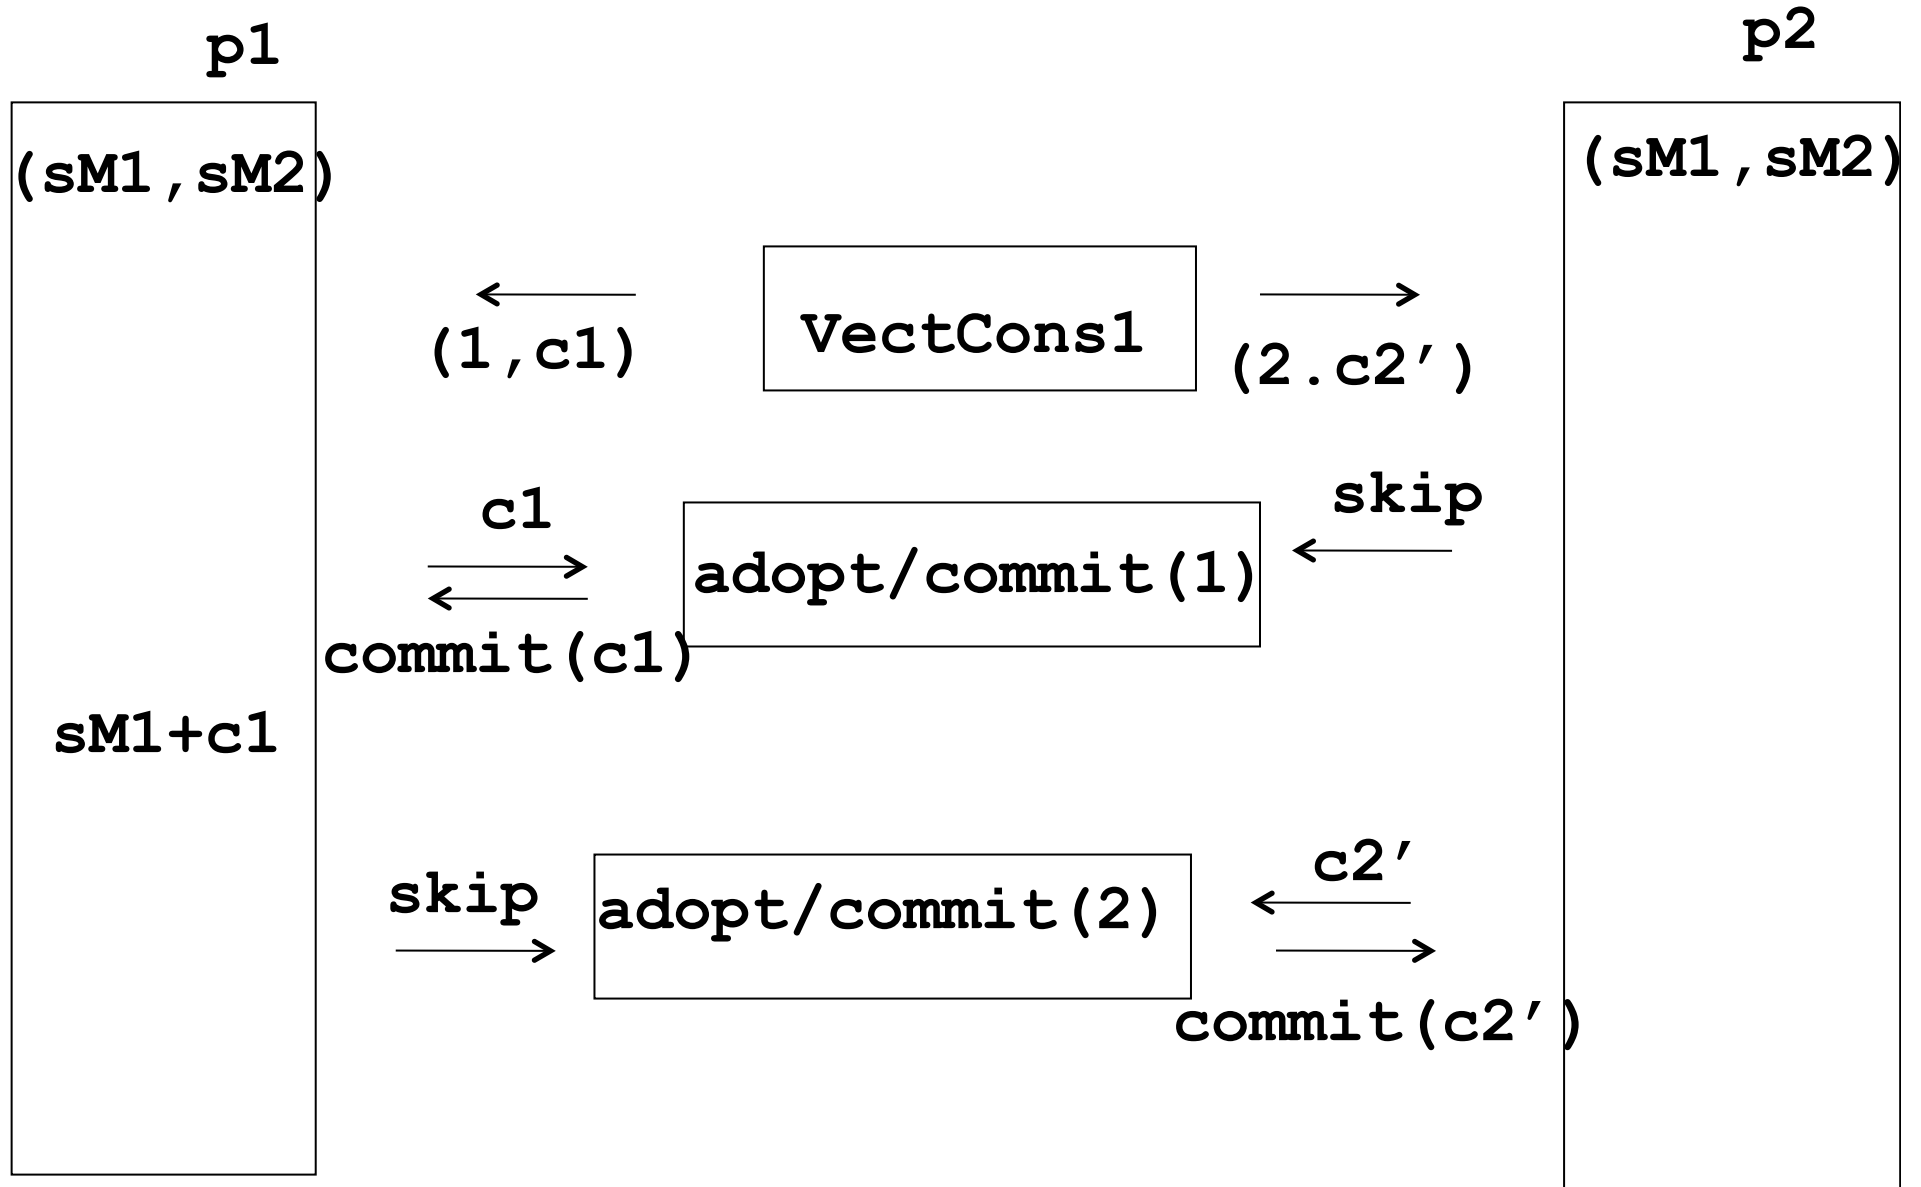 p1
p2
(sM1,sM2)
(sM1,sM2)
VectCons1
(1,c1)
(2.c2’)
c1
skip
adopt/commit(1)
commit(c1)
sM1+c1
skip
adopt/commit(2)
c2’
commit(c2’)